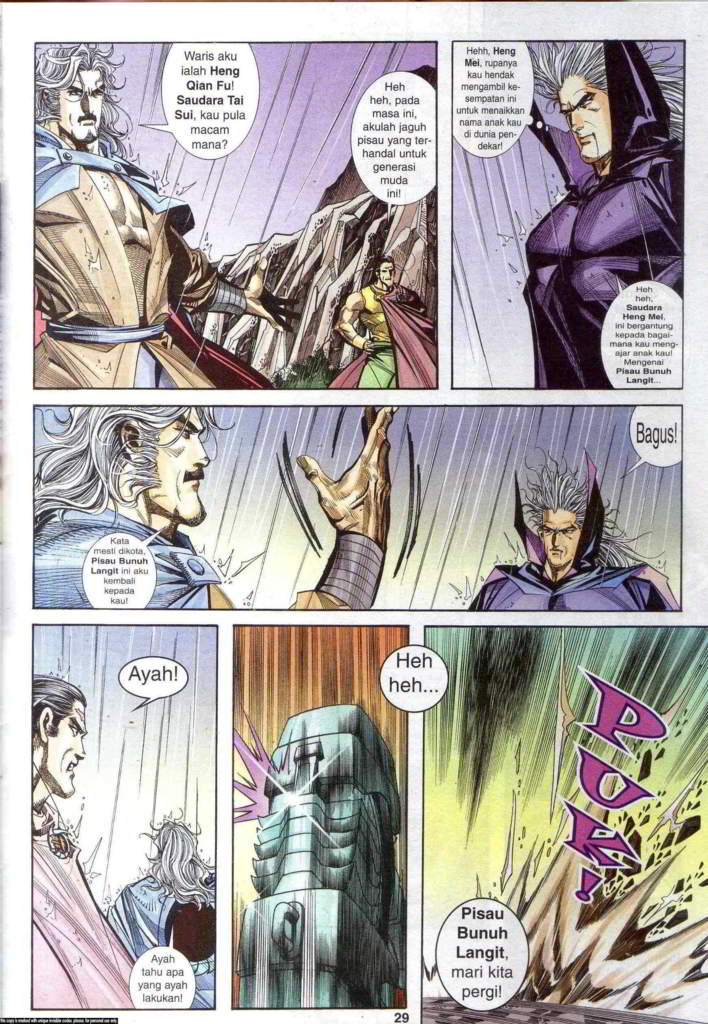 Waris aku
ialah Heng
Qian Fu!
Saudara Tai
Sui, kau pula
macam
mana?
Heh
heh, pada
masa ini,
akulah jaguh
pisau yang ter-
handal untuk
generasi
muda
ini!
Hehh, Heng
Mei, rupanya
kau hendak
mengambil ke-
sempatan ini
untuk menaikkan
nama anak kau
di dunia pen-
dekar!
Heh
heh,
Saudara
Heng Mei,
ini bergantung
kepada bagai-
mana kau meng-
ajar anak kau!
Mengenai
Pisau Bunuh
Langit...
Bagus!
Kata
mesti dikota,
Pisau Bunuh
Langit ini aku
kembali
kepada
kau!
Ayah!
Ayah
tahu apa
yang ayah
lakukan!
Heh
heh...
POK!
Pisau
Bunuh
Langit,
mari kita
pergi!
29